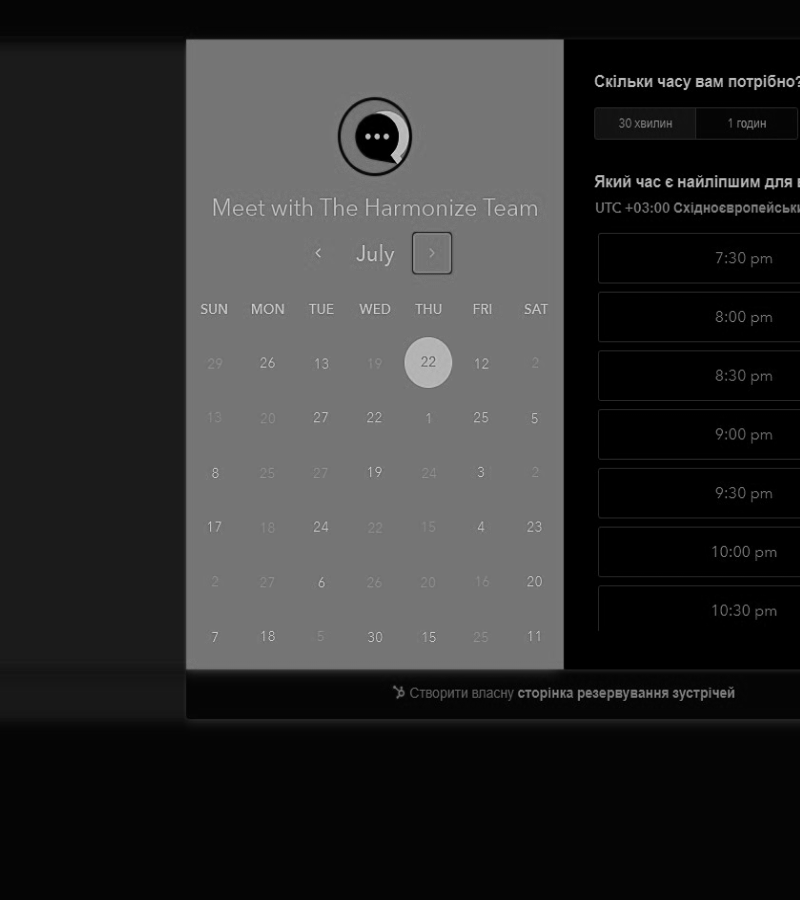 Meet with The Harmonize Team
July
SUN MON TUE WED THU FRI SAT
29 26 13 19 22 12 2
13 20 27 22 1 25 5
8 25 27 19 24 3 2
17 18 24 22 15 4 23
2 27 6 26 20 16 20
7 18 5 30 15 25 11
Скільки часу вам потрібно?
30 хвилин 1 годин
Який час є найліпшим для
UTC +03:00
7:30 pm
8:00 pm
8:30 pm
9:00 pm
9:30 pm
10:00 pm
10:30 pm
Створити власну сторінка резервування зустрічей